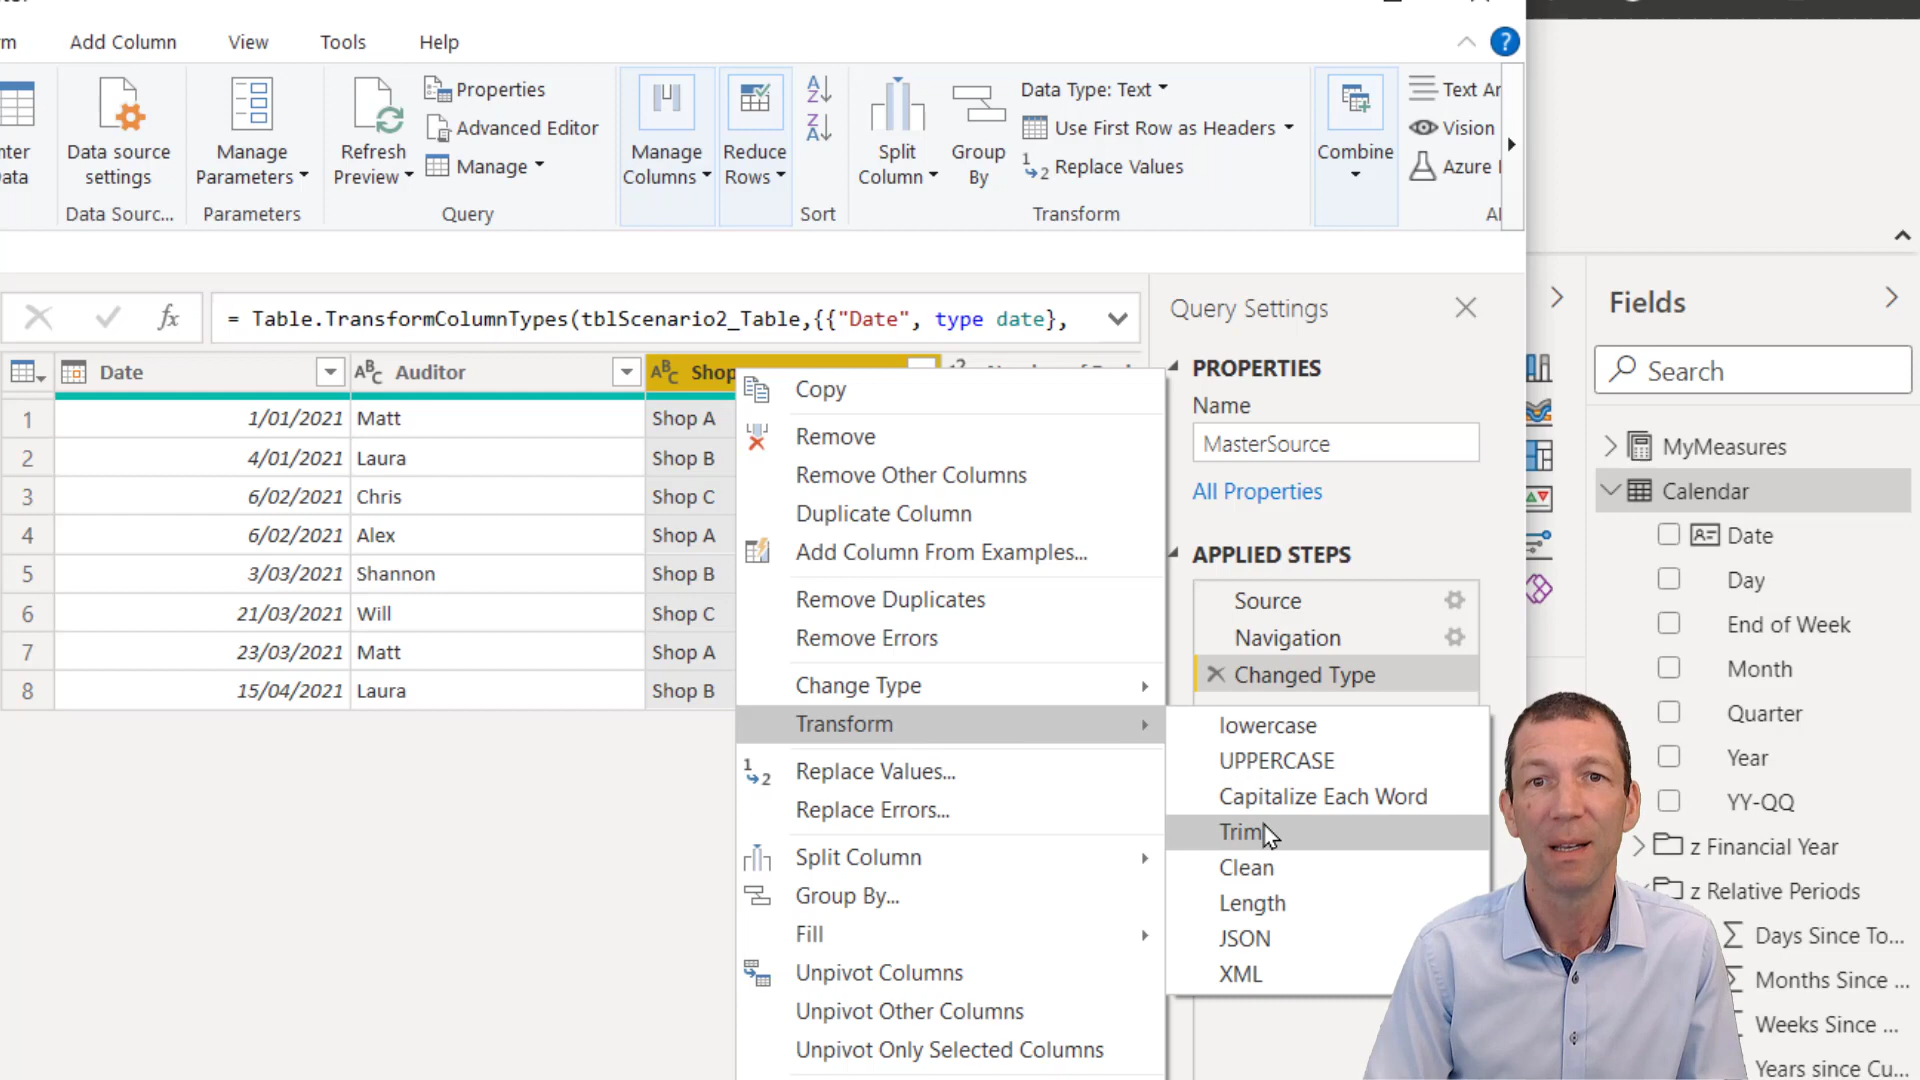 Add Column
View
Tools
Help
?
Data source
settings
Manage
Parameters
Refresh
Preview
Properties
Advanced Editor
Manage
Manage
Columns
Reduce
Rows
Split
Column
Group
By
Data Type: Text
Use First Row as Headers
Replace Values
Combine
Text
Vision
Azure
Data Sourc...
Parameters
Query
Sort
Transform
fx
= Table.TransformColumnTypes(tblScenario2_Table,{{"Date", type date},
Date
ABC Auditor
ABC Shop
1 1/01/2021 Matt Shop A
2 4/01/2021 Laura Shop B
3 6/02/2021 Chris Shop C
4 6/02/2021 Alex Shop A
5 3/03/2021 Shannon Shop B
6 21/03/2021 Will Shop C
7 23/03/2021 Matt Shop A
8 15/04/2021 Laura Shop B
Copy
Remove
Remove Other Columns
Duplicate Column
Add Column From Examples...
Remove Duplicates
Remove Errors
Change Type
Transform
Replace Values...
Replace Errors...
Split Column
Group By...
Fill
Unpivot Columns
Unpivot Other Columns
Unpivot Only Selected Columns
lowercase
UPPERCASE
Capitalize Each Word
Trim
Clean
Length
JSON
XML
Query Settings
PROPERTIES
Name
MasterSource
All Properties
APPLIED STEPS
Source
Navigation
Changed Type
Fields
Search
MyMeasures
Calendar
Date
Day
End of Week
Month
Quarter
Year
YY-QQ
z Financial Year
z Relative Periods
Days Since To...
Months Since ...
Weeks Since ...
Years since Cu...